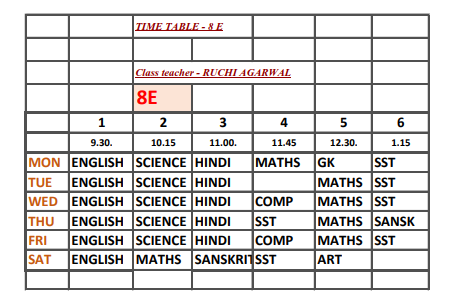 TIME TABLE - 8 E
Class teacher - RUCHI AGARWAL
8E
1 2 3 4 5 6
9.30. 10.15 11.00. 11.45 12.30. 1.15
MON ENGLISH SCIENCE HINDI MATHS GK SST
TUE ENGLISH SCIENCE HINDI MATHS SST
WED ENGLISH SCIENCE HINDI COMP MATHS SST
THU ENGLISH SCIENCE HINDI SST MATHS SANSK
FRI ENGLISH SCIENCE HINDI COMP MATHS SST
SAT ENGLISH MATHS SANSKRIT SST ART